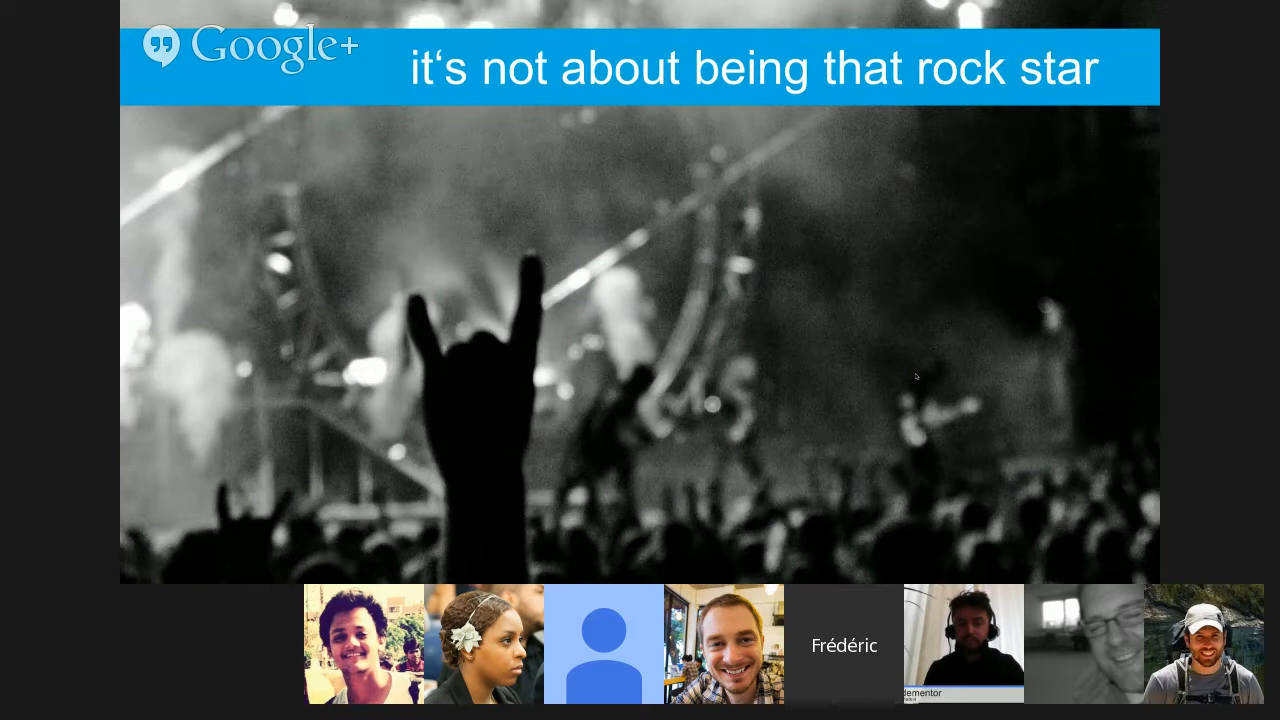 Google+
it‘s not about being that rock star
Frédéric
dementor